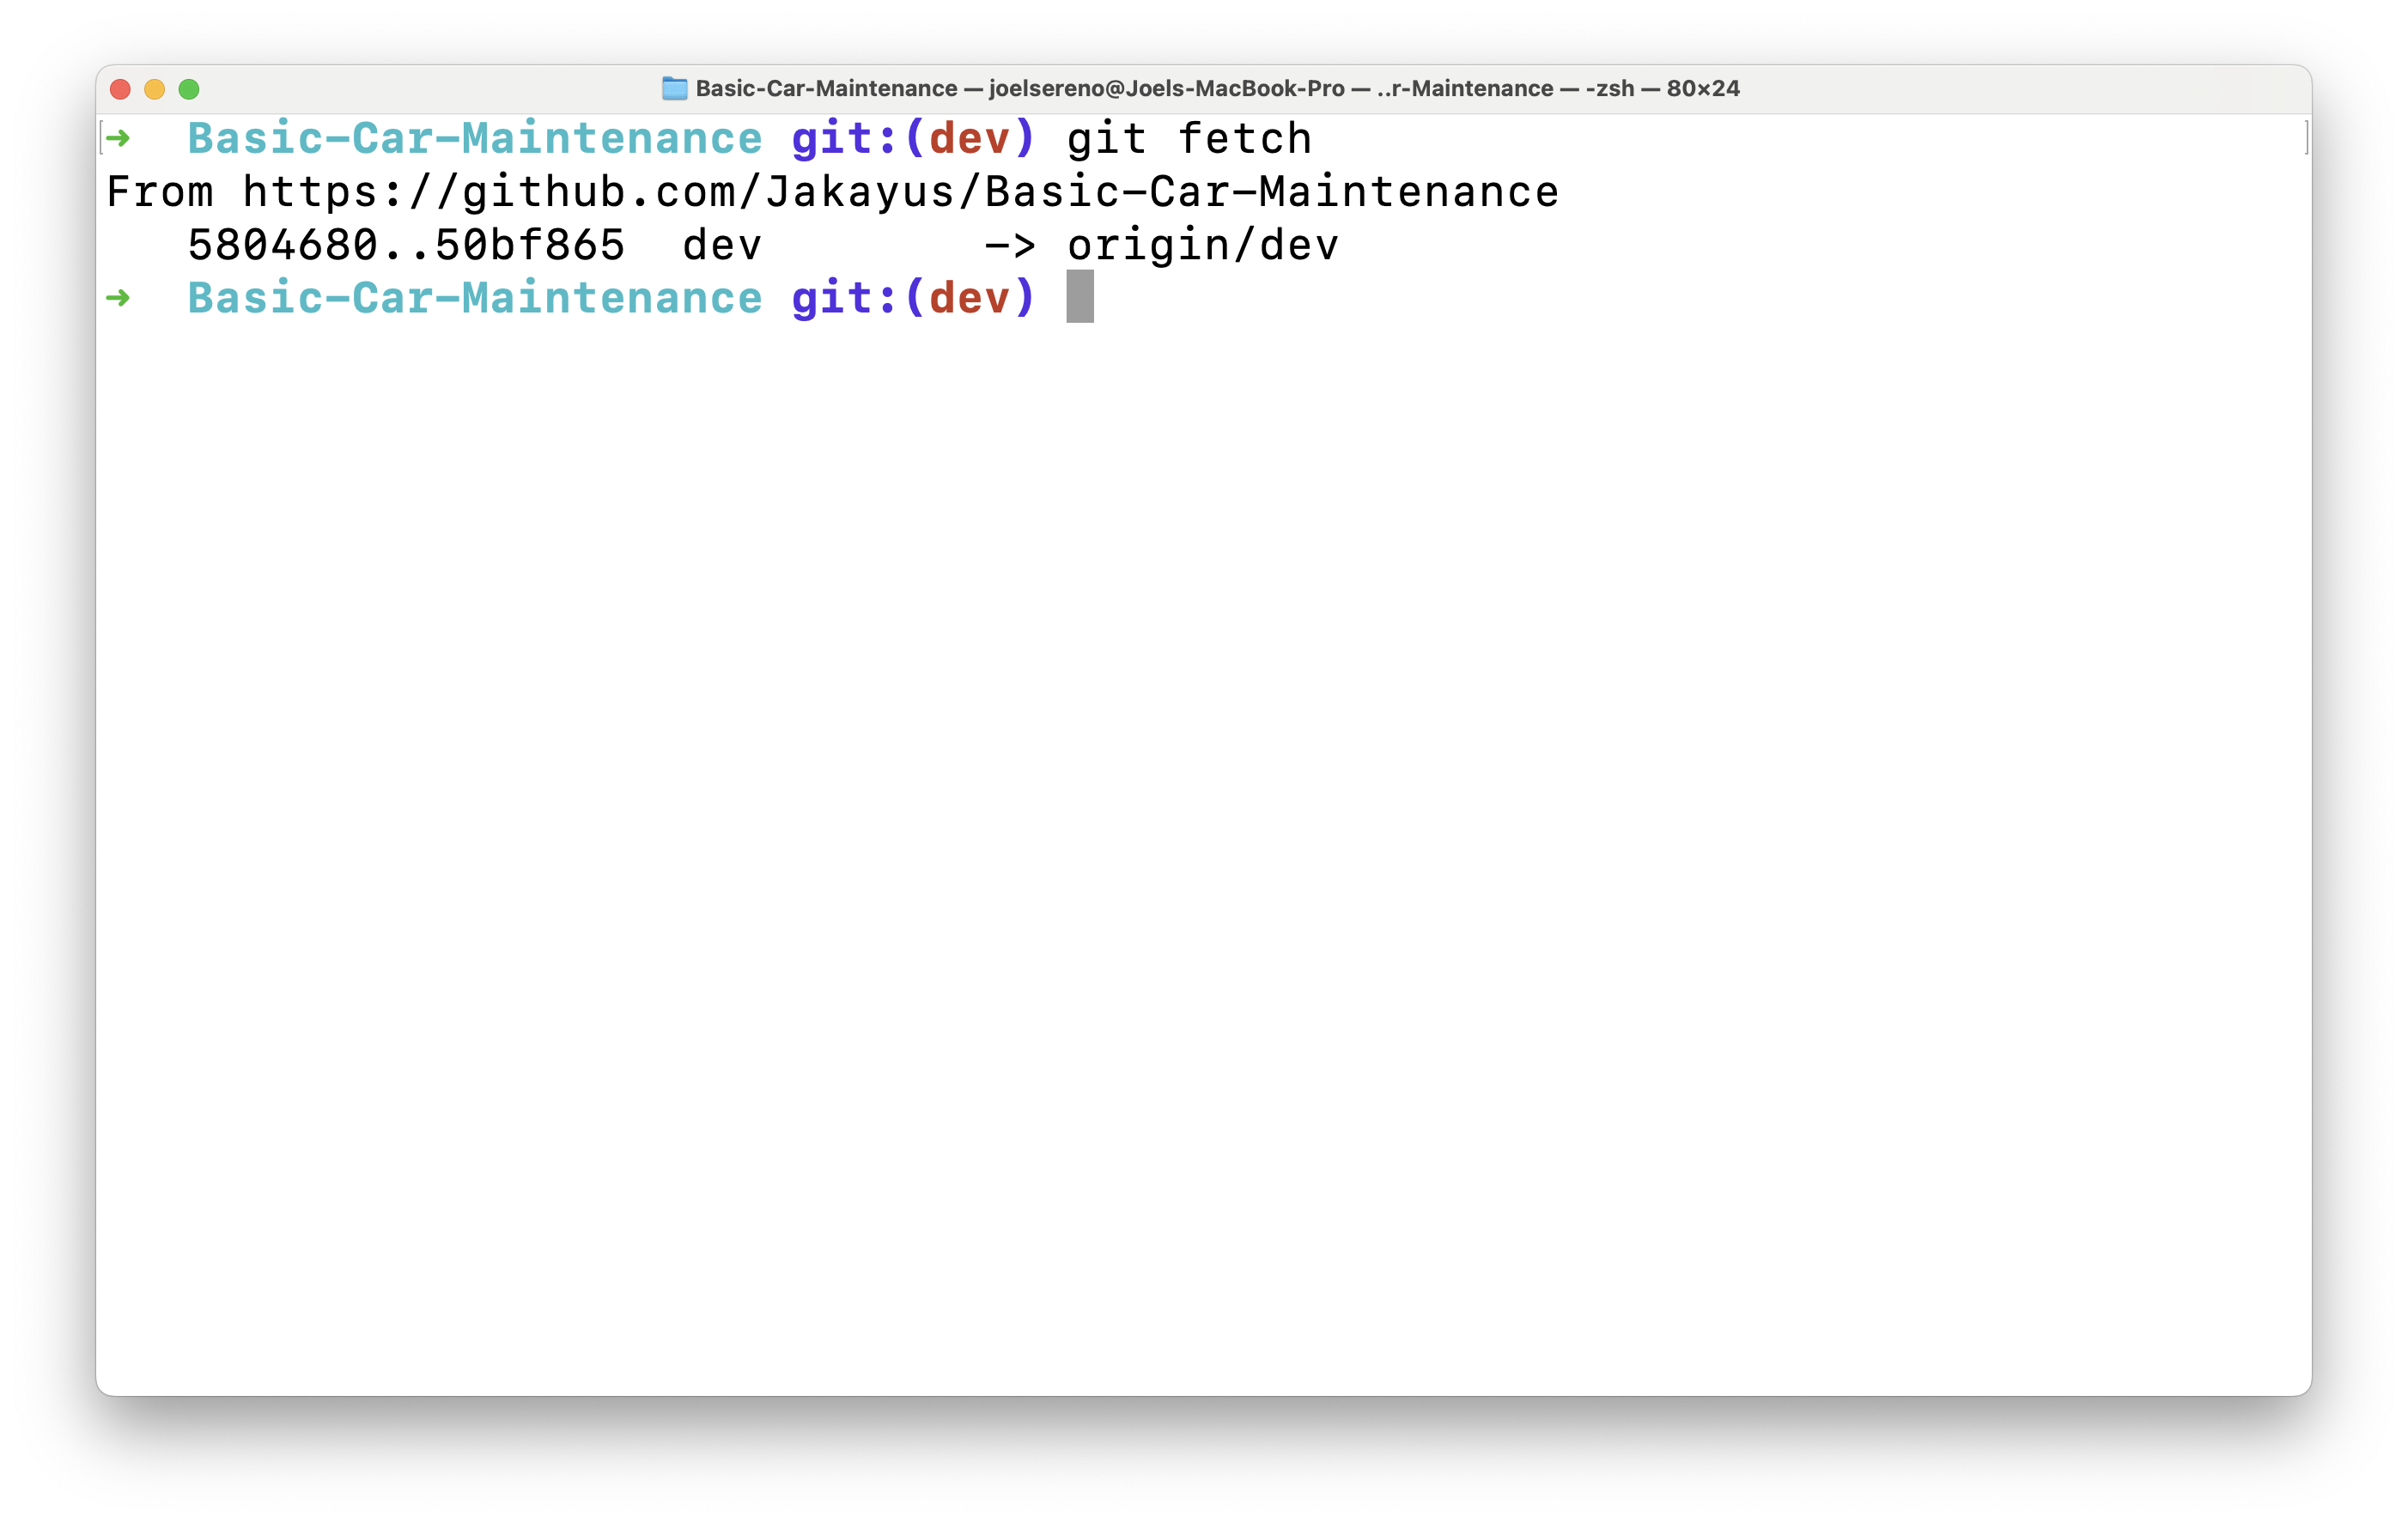 Basic-Car-Maintenance — joelsereno@Joels-MacBook-Pro — ..r-Maintenance — -zsh — 80×24
[➜  Basic-Car-Maintenance git:(dev) git fetch ]
From https://github.com/Jakayus/Basic-Car-Maintenance
   5804680..50bf865  dev        -> origin/dev
➜  Basic-Car-Maintenance git:(dev)